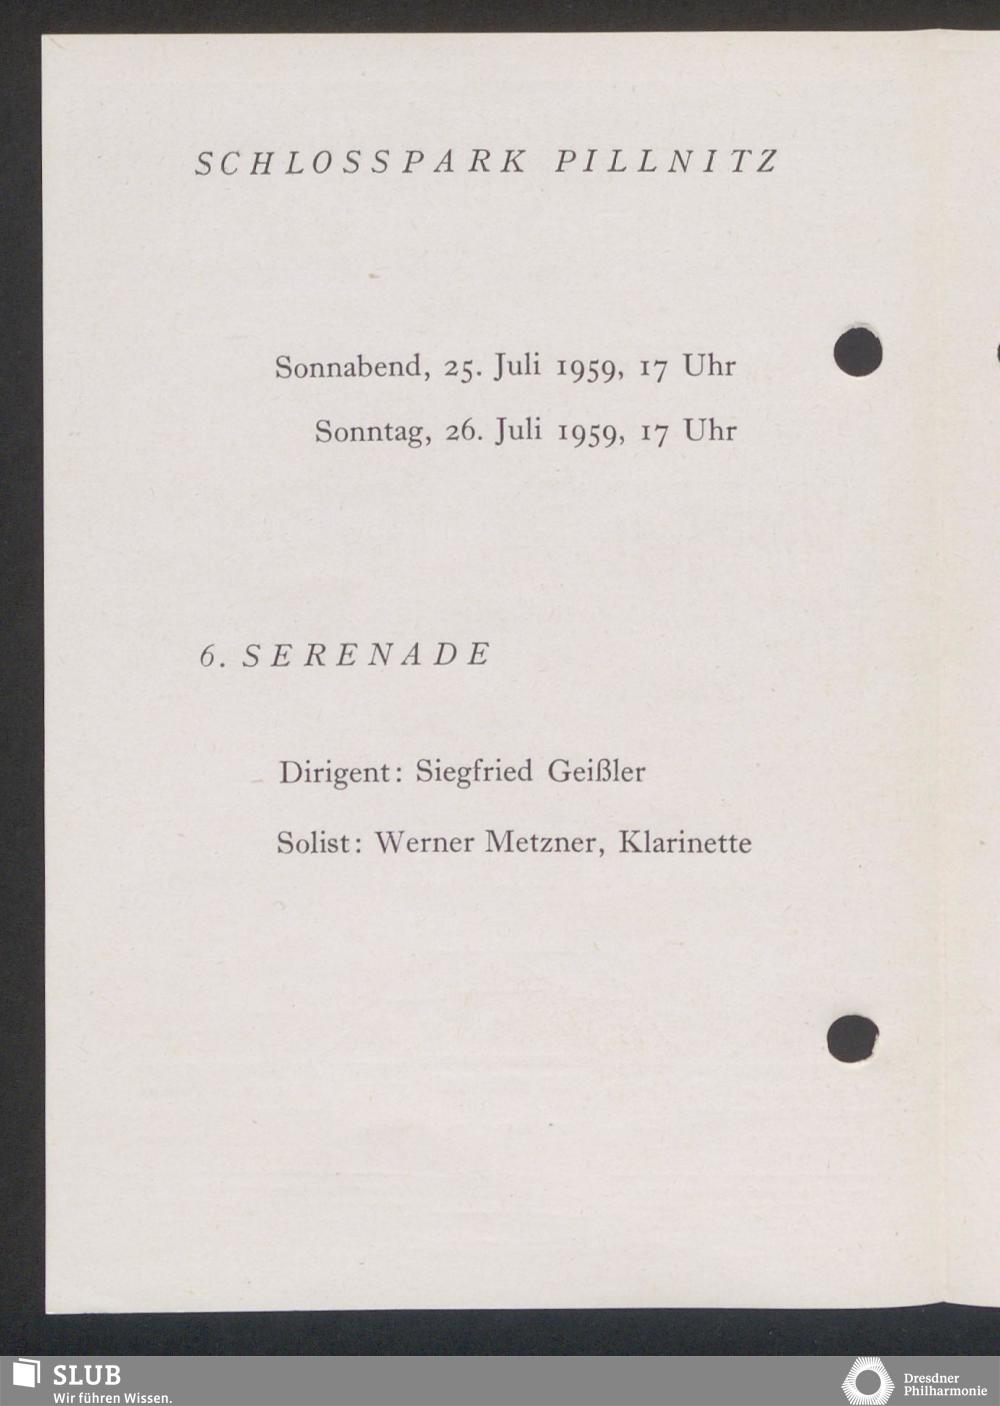 SCHLOSSPARK PILLNITZ
Sonnabend, 25. Juli 1959, 17 Uhr
Sonntag, 26. Juli 1959, 17 Uhr
6. SERENADE
Dirigent: Siegfried Geißler
Solist: Werner Metzner, Klarinette
SLUB
Wir führen Wissen.
Dresdner
Philharmonie